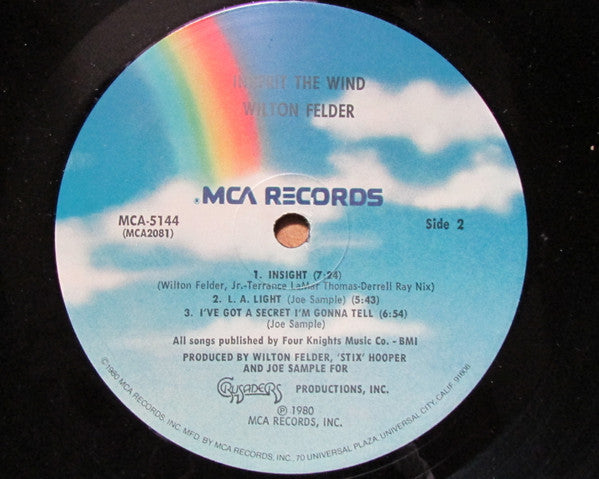 INHERIT THE WIND
WILTON FELDER
MCA RECORDS
MCA-5144
(MCA2081)
Side 2
1. INSIGHT (7:24)
(Wilton Felder, Jr.-Terrance LaMar Thomas-Derrell Ray Nix)
2. L. A. LIGHT (Joe Sample) (5:43)
3. I'VE GOT A SECRET I'M GONNA TELL (6:54)
(Joe Sample)
All songs published by Four Knights Music Co. - BMI
PRODUCED BY WILTON FELDER, 'STIX' HOOPER
AND JOE SAMPLE FOR
CRUSADERS PRODUCTIONS, INC.
℗ 1980
MCA RECORDS, INC.
©1980 MCA RECORDS, INC. MFD. BY MCA RECORDS, INC., 70 UNIVERSAL PLAZA, UNIVERSAL CITY, CALIF. 91608